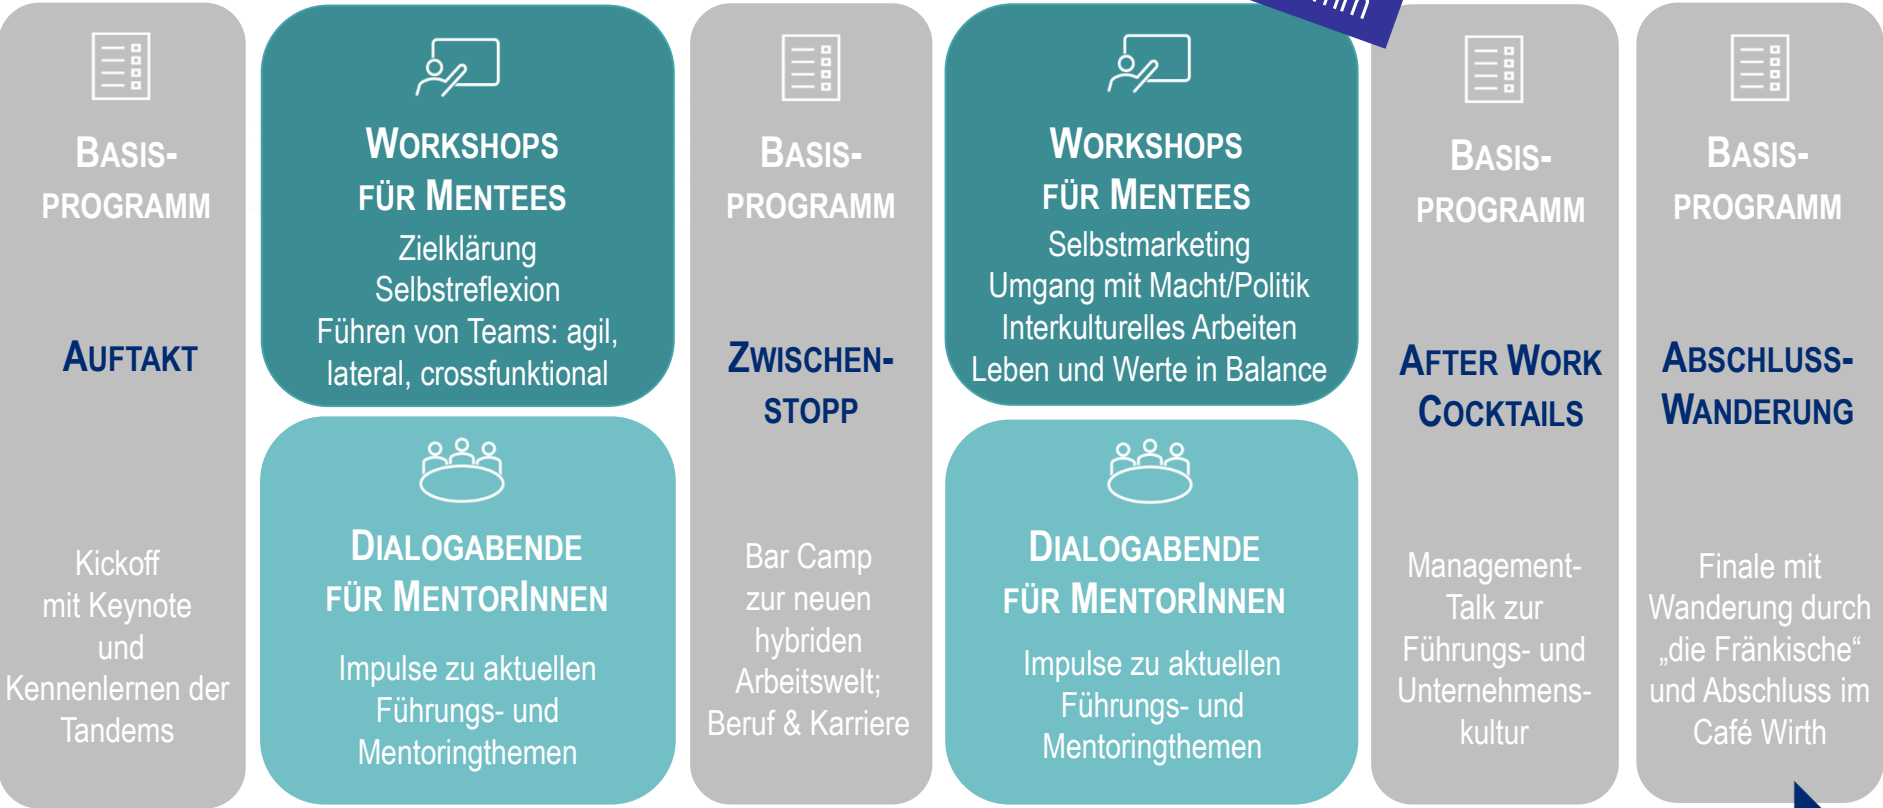 BASIS-
PROGRAMM
AUFTAKT
Kickoff
mit Keynote
und
Kennenlernen der
Tandems
WORKSHOPS
FÜR MENTEES
Zielklärung
Selbstreflexion
Führen von Teams: agil,
lateral, crossfunktional
DIALOGABENDE
FÜR MENTORINNEN
Impulse zu aktuellen
Führungs- und
Mentoringthemen
BASIS-
PROGRAMM
ZWISCHEN-
STOPP
Bar Camp
zur neuen
hybriden
Arbeitswelt;
Beruf & Karriere
WORKSHOPS
FÜR MENTEES
Selbstmarketing
Umgang mit Macht/Politik
Interkulturelles Arbeiten
Leben und Werte in Balance
DIALOGABENDE
FÜR MENTORINNEN
Impulse zu aktuellen
Führungs- und
Mentoringthemen
BASIS-
PROGRAMM
AFTER WORK
COCKTAILS
Management-
Talk zur
Führungs- und
Unternehmens-
kultur
BASIS-
PROGRAMM
ABSCHLUSS-
WANDERUNG
Finale mit
Wanderung durch
„die Fränkische“
und Abschluss im
Café Wirth